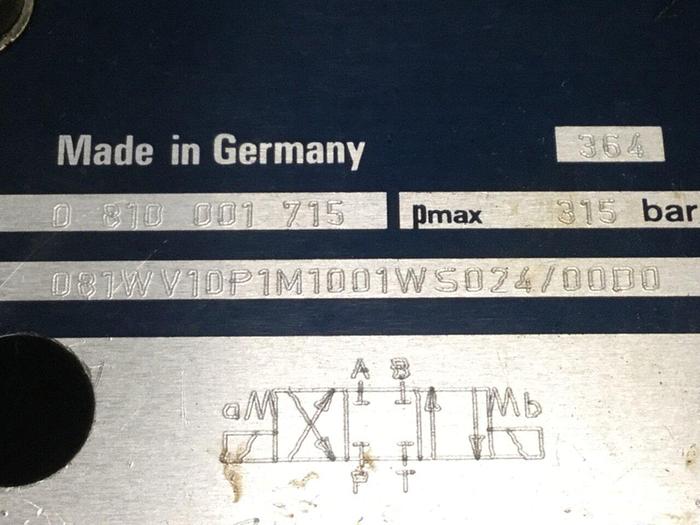 Made in Germany 364
0 810 001 715 pmax 315 bar
081WV10P1M1001WS024/00D0
A B
a M M b
P T